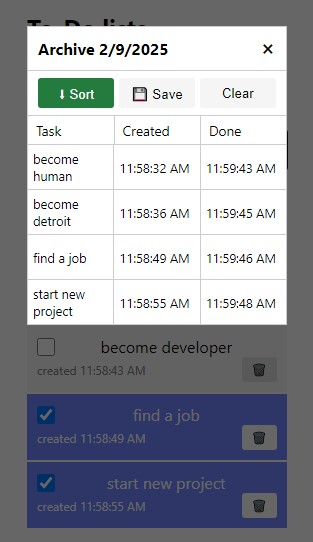 To-Do lists
Archive 2/9/2025 ×
⬇ Sort 💾 Save Clear
Task Created Done
become
human 11:58:32 AM 11:59:43 AM
become
detroit 11:58:36 AM 11:59:45 AM
find a job 11:58:49 AM 11:59:46 AM
start new
project 11:58:55 AM 11:59:48 AM
become developer
created 11:58:43 AM
find a job
created 11:58:49 AM
start new project
created 11:58:55 AM